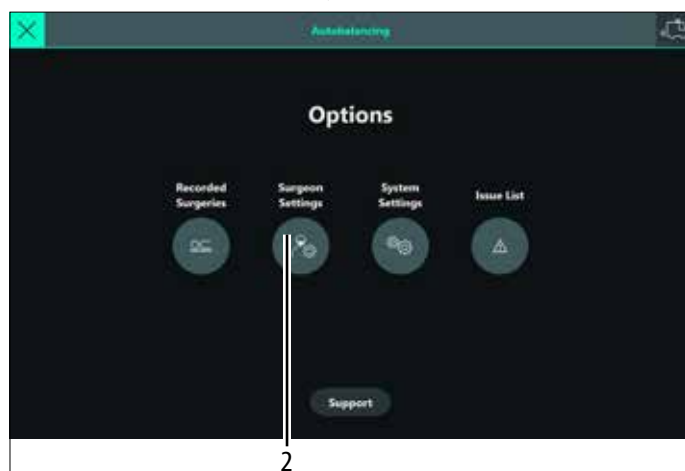 Autobalancing
Options
Recorded Surgeries
Surgeon Settings
System Settings
Issue List
Support
2